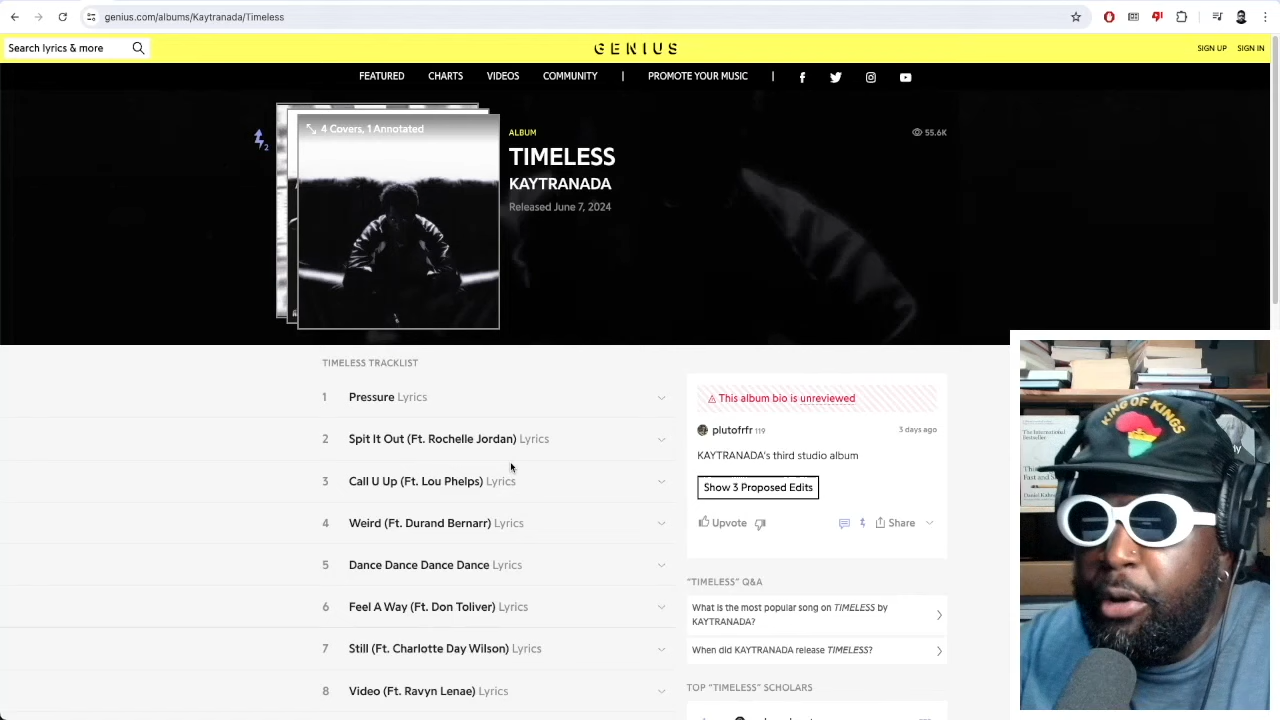 genius.com/albums/Kaytranada/Timeless
Search lyrics & more
GENIUS
SIGN UP
SIGN IN
FEATURED
CHARTS
VIDEOS
COMMUNITY
|
PROMOTE YOUR MUSIC
|
4 Covers, 1 Annotated
2
ALBUM
55.6K
TIMELESS
KAYTRANADA
Released June 7, 2024
TIMELESS TRACKLIST
1 Pressure Lyrics
2 Spit It Out (Ft. Rochelle Jordan) Lyrics
3 Call U Up (Ft. Lou Phelps) Lyrics
4 Weird (Ft. Durand Bernarr) Lyrics
5 Dance Dance Dance Dance Lyrics
6 Feel A Way (Ft. Don Toliver) Lyrics
7 Still (Ft. Charlotte Day Wilson) Lyrics
8 Video (Ft. Ravyn Lenae) Lyrics
This album bio is unreviewed
plutofrfr 119
3 days ago
KAYTRANADA's third studio album
Show 3 Proposed Edits
Upvote
Share
"TIMELESS" Q&A
What is the most popular song on TIMELESS by
KAYTRANADA?
When did KAYTRANADA release TIMELESS?
TOP "TIMELESS" SCHOLARS
KING OF KINGS
The International
Bestseller